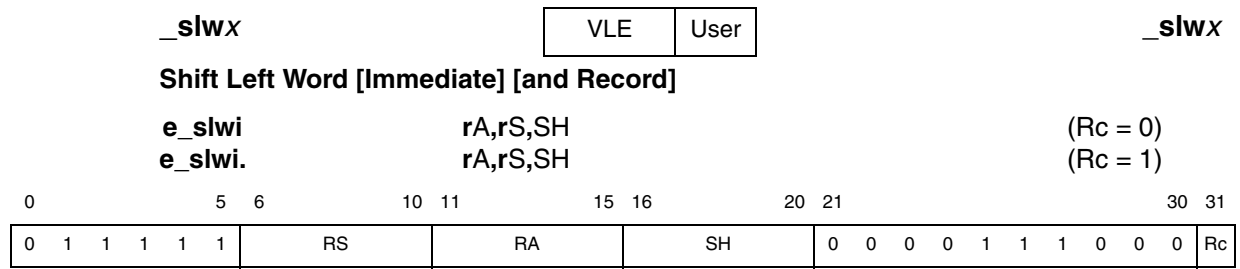 _slwx VLE User _slwx
Shift Left Word [Immediate] [and Record]
e_slwi rA,rS,SH (Rc = 0)
e_slwi. rA,rS,SH (Rc = 1)
0 5 6 10 11 15 16 20 21 30 31
0 1 1 1 1 1 RS RA SH 0 0 0 0 1 1 1 0 0 0 Rc